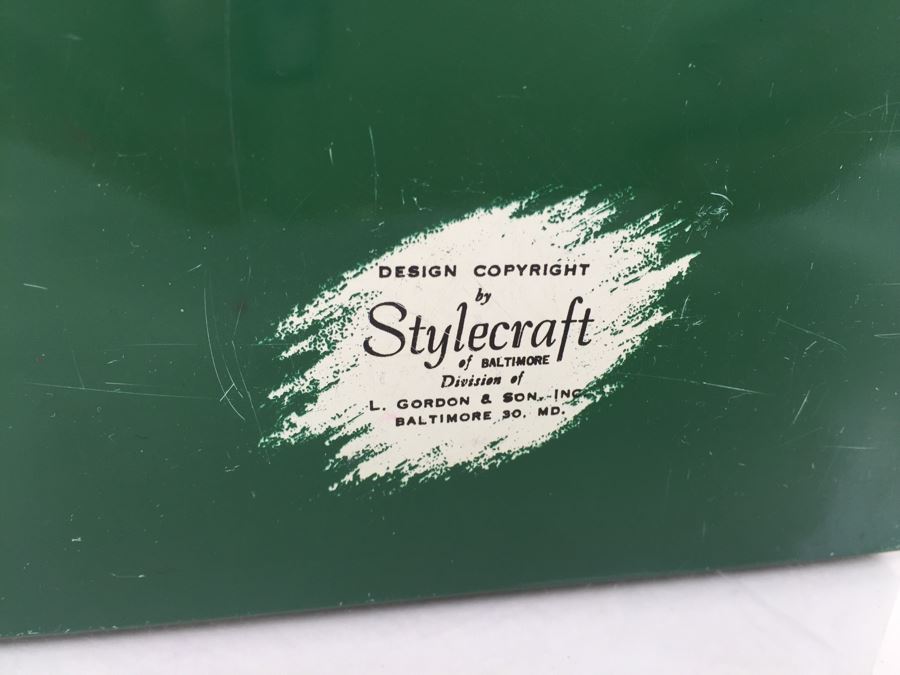 DESIGN COPYRIGHT
by
Stylecraft
of BALTIMORE
Division of
L. GORDON & SON, INC.
BALTIMORE 30, MD.